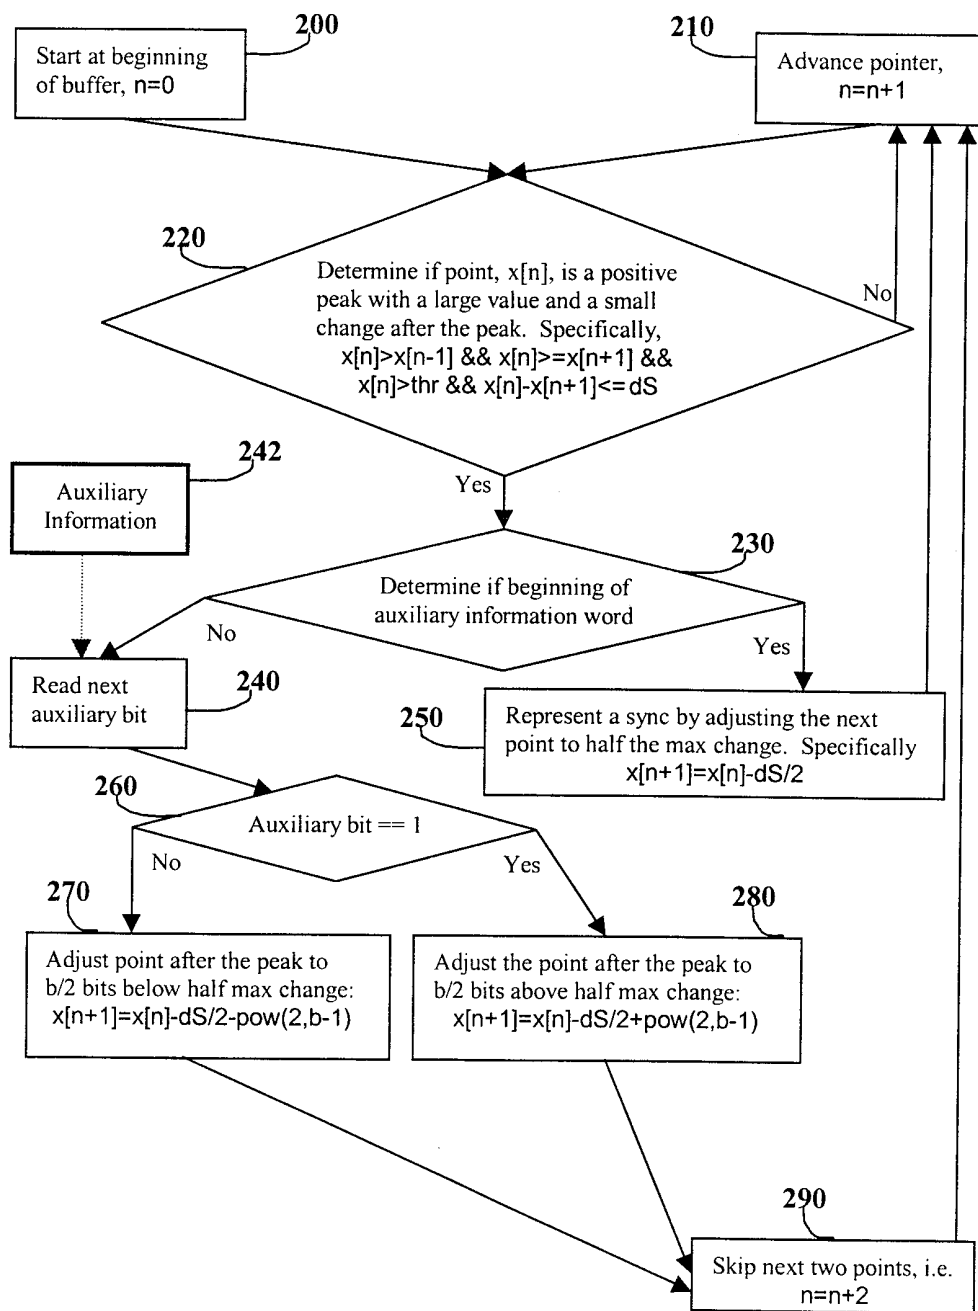 200
Start at beginning
of buffer, n=0
210
Advance pointer,
n=n+1
220
Determine if point, x[n], is a positive
peak with a large value and a small
change after the peak.  Specifically,
x[n]>x[n-1] && x[n]>=x[n+1] &&
x[n]>thr && x[n]-x[n+1]<=dS
No
Yes
242
Auxiliary
Information
230
Determine if beginning of
auxiliary information word
No
Yes
240
Read next
auxiliary bit
250
Represent a sync by adjusting the next
point to half the max change.  Specifically
x[n+1]=x[n]-dS/2
260
Auxiliary bit == 1
No
Yes
270
Adjust point after the peak to
b/2 bits below half max change:
x[n+1]=x[n]-dS/2-pow(2,b-1)
280
Adjust the point after the peak to
b/2 bits above half max change:
x[n+1]=x[n]-dS/2+pow(2,b-1)
290
Skip next two points, i.e.
n=n+2